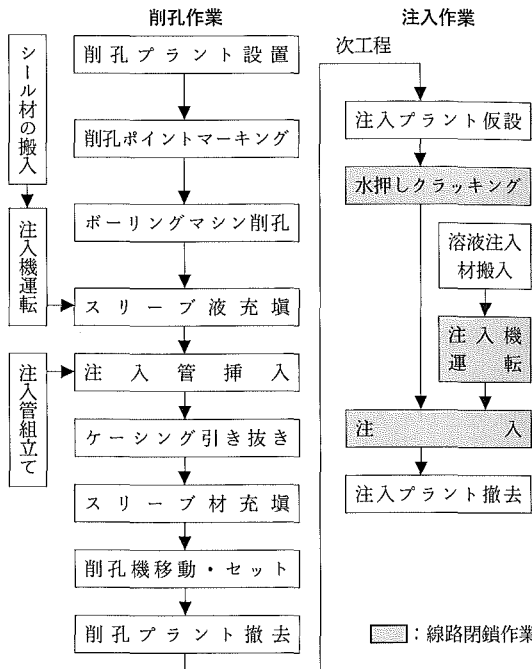 削孔作業
削孔プラント設置
削孔ポイントマーキング
ボーリングマシン削孔
スリーブ液充塡
注入管挿入
ケーシング引き抜き
スリーブ材充塡
削孔機移動・セット
削孔プラント撤去
シール材の搬入
注入機運転
注入管組立て
注入作業
次工程
注入プラント仮設
水押しクラッキング
溶液注入
材搬入
注入機
運転
注入
注入プラント撤去
：線路閉鎖作業